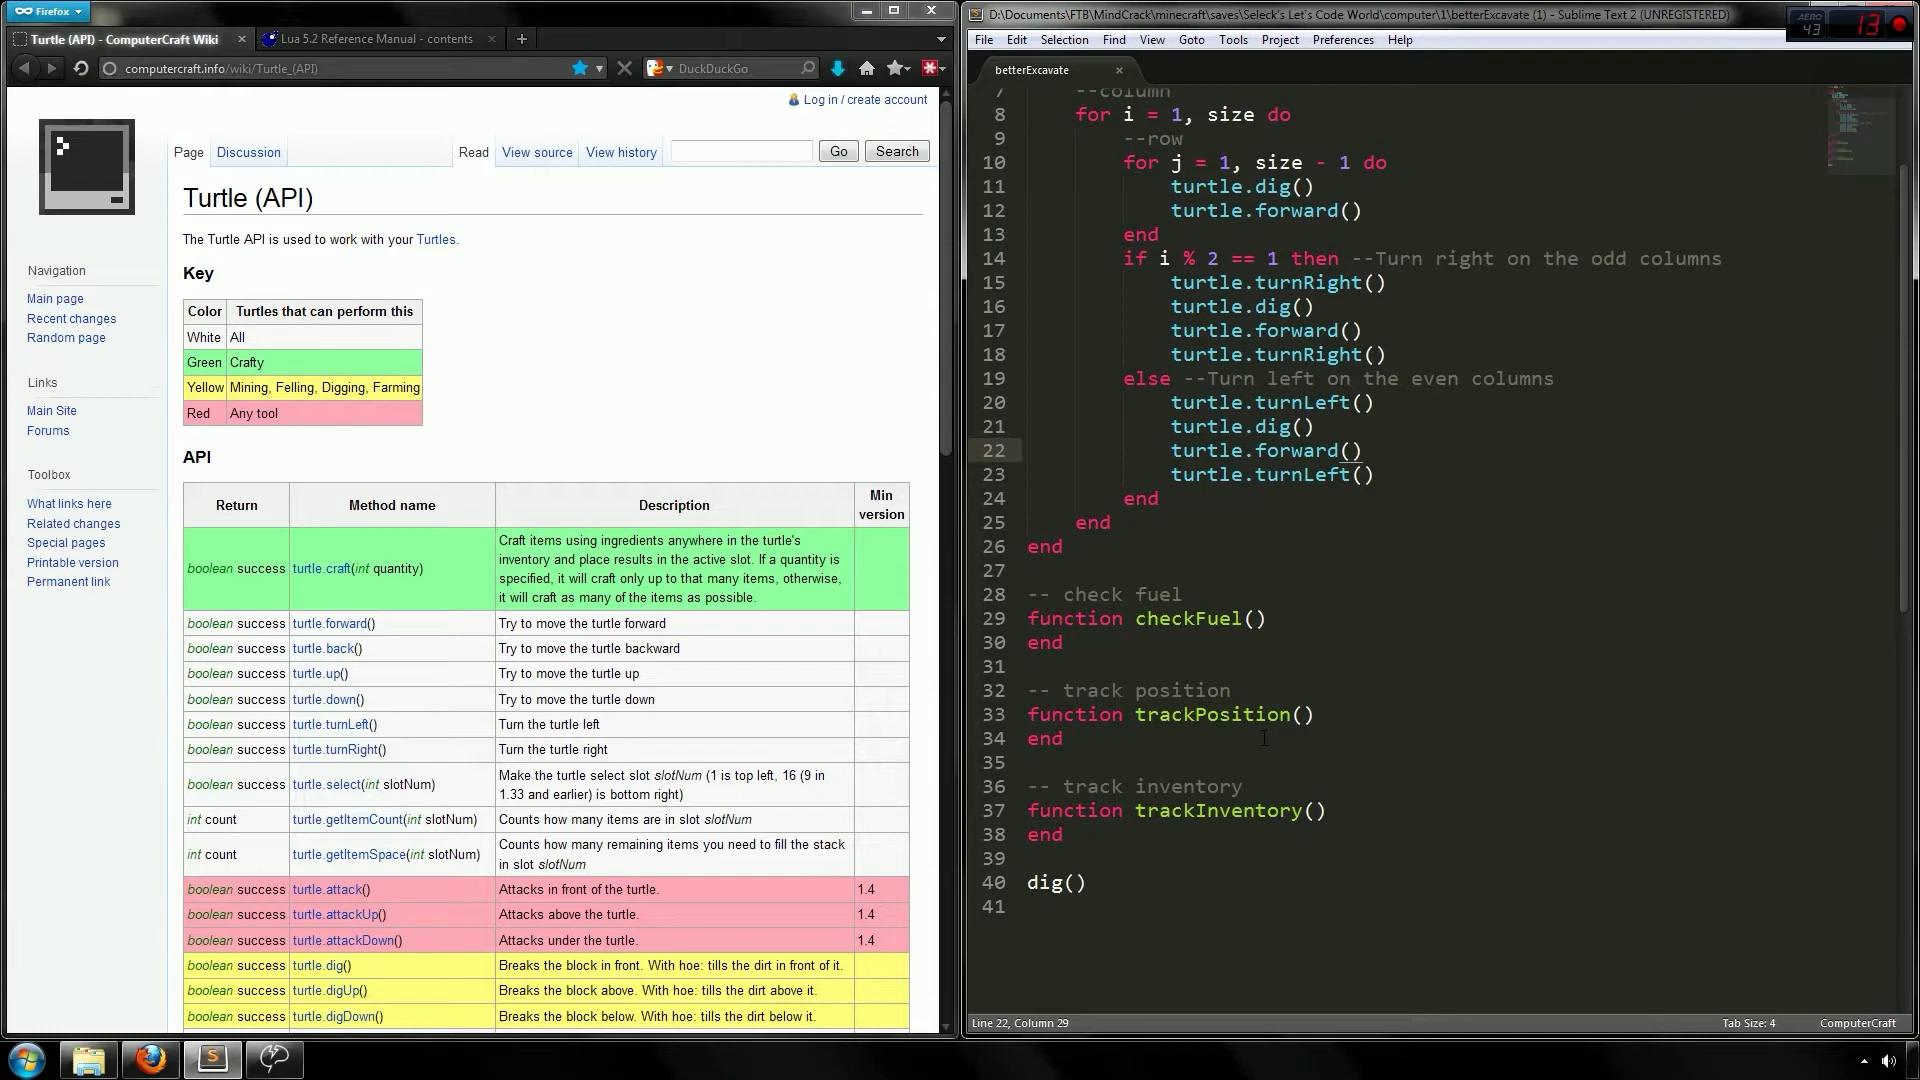 Firefox
Turtle (API) - ComputerCraft Wiki
Lua 5.2 Reference Manual - contents
computercraft.info/wiki/Turtle_(API)
DuckDuckGo
Log in / create account
Page
Discussion
Read
View source
View history
Go
Search
Turtle (API)
The Turtle API is used to work with your Turtles.
Key
Color Turtles that can perform this
White All
Green Crafty
Yellow Mining, Felling, Digging, Farming
Red Any tool
API
Return Method name Description Min version
boolean success turtle.craft(int quantity) Craft items using ingredients anywhere in the turtle's
inventory and place results in the active slot. If a quantity is
specified, it will craft only up to that many items, otherwise,
it will craft as many of the items as possible.
boolean success turtle.forward() Try to move the turtle forward
boolean success turtle.back() Try to move the turtle backward
boolean success turtle.up() Try to move the turtle up
boolean success turtle.down() Try to move the turtle down
boolean success turtle.turnLeft() Turn the turtle left
boolean success turtle.turnRight() Turn the turtle right
boolean success turtle.select(int slotNum) Make the turtle select slot slotNum (1 is top left, 16 (9 in
1.33 and earlier) is bottom right)
int count turtle.getItemCount(int slotNum) Counts how many items are in slot slotNum
int count turtle.getItemSpace(int slotNum) Counts how many remaining items you need to fill the stack
in slot slotNum
boolean success turtle.attack() Attacks in front of the turtle. 1.4
boolean success turtle.attackUp() Attacks above the turtle. 1.4
boolean success turtle.attackDown() Attacks under the turtle. 1.4
boolean success turtle.dig() Breaks the block in front. With hoe: tills the dirt in front of it.
boolean success turtle.digUp() Breaks the block above. With hoe: tills the dirt above it.
boolean success turtle.digDown() Breaks the block below. With hoe: tills the dirt below it.
Navigation
Main page
Recent changes
Random page
Links
Main Site
Forums
Toolbox
What links here
Related changes
Special pages
Printable version
Permanent link
D:\Documents\FTB\MindCrack\minecraft\saves\Seleck's Let's Code World\computer\1\betterExcavate (1) - Sublime Text 2 (UNREGISTERED)
AERO
43
13
File Edit Selection Find View Goto Tools Project Preferences Help
betterExcavate
7 --column
8 for i = 1, size do
9 --row
10 for j = 1, size - 1 do
11 turtle.dig()
12 turtle.forward()
13 end
14 if i % 2 == 1 then --Turn right on the odd columns
15 turtle.turnRight()
16 turtle.dig()
17 turtle.forward()
18 turtle.turnRight()
19 else --Turn left on the even columns
20 turtle.turnLeft()
21 turtle.dig()
22 turtle.forward()
23 turtle.turnLeft()
24 end
25 end
26 end
27
28 -- check fuel
29 function checkFuel()
30 end
31
32 -- track position
33 function trackPosition()
34 end
35
36 -- track inventory
37 function trackInventory()
38 end
39
40 dig()
41
Line 22, Column 29
Tab Size: 4
ComputerCraft